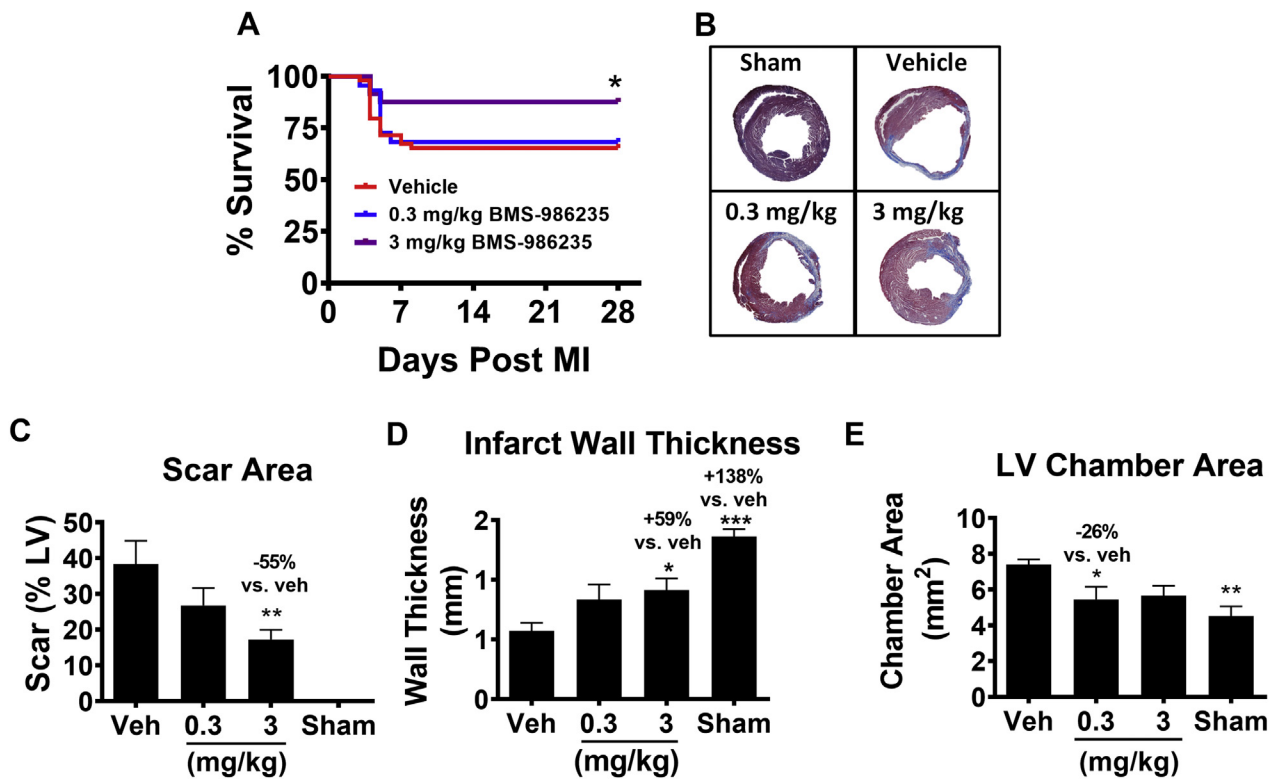 A
% Survival
100
75
50
25
0
*
Vehicle
0.3 mg/kg BMS-986235
3 mg/kg BMS-986235
0 7 14 21 28
Days Post MI
B
Sham Vehicle
0.3 mg/kg 3 mg/kg
C
Scar Area
Scar (% LV)
50
40
30
20
10
0
-55%
vs. veh
**
Veh 0.3 3 Sham
(mg/kg)
D
Infarct Wall Thickness
Wall Thickness
(mm)
2
1
1
0
+59%
vs. veh
*
+138%
vs. veh
***
Veh 0.3 3 Sham
(mg/kg)
E
LV Chamber Area
Chamber Area
(mm²)
10
8
6
4
2
0
-26%
vs. veh
*
**
Veh 0.3 3 Sham
(mg/kg)